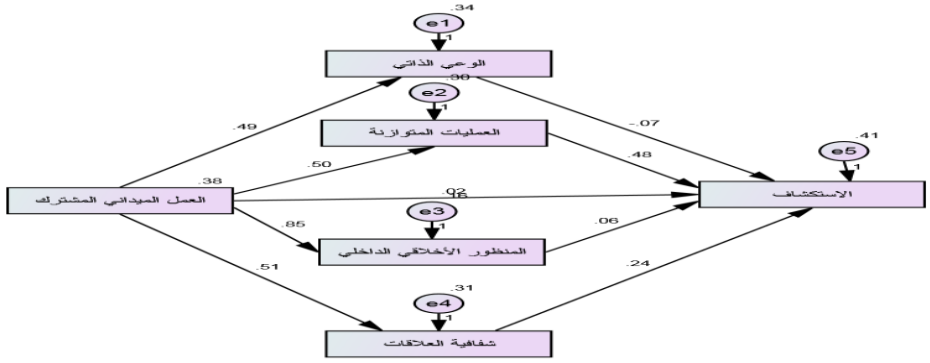 .34
e1
1
الوعي الذاتي
.30
e2
1
العمليات المتوازنة
-.07
.49
.41
e5
1
.48
.50
.38
العمل الميداني المشترك
.02
الاستكشاف
e3
1
.85
.06
المنظور الأخلاقي الداخلي
.51
.24
.31
e4
1
شفافية العلاقات